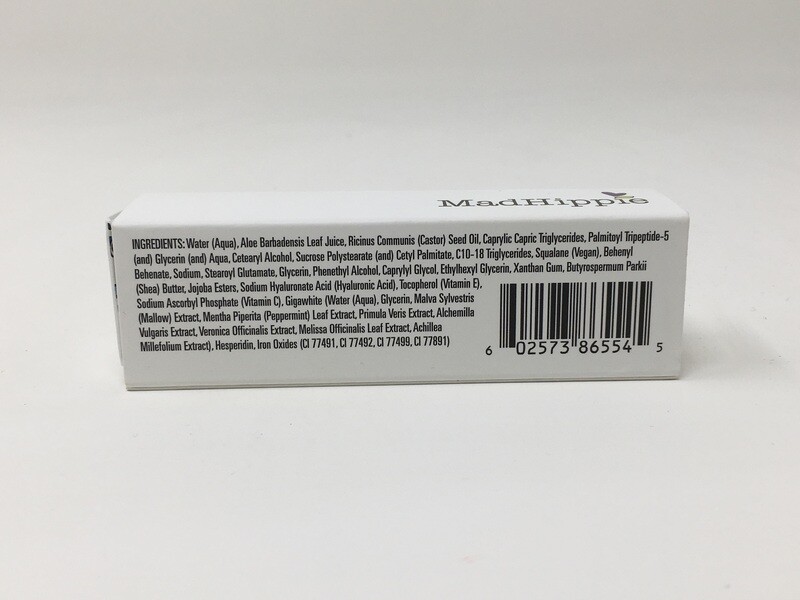 MadHippie
INGREDIENTS: Water (Aqua), Aloe Barbadensis Leaf Juice, Ricinus Communis (Castor) Seed Oil, Caprylic Capric Triglycerides, Palmitoyl Tripeptide-5
(and) Glycerin (and) Aqua, Cetearyl Alcohol, Sucrose Polystearate (and) Cetyl Palmitate, C10-18 Triglycerides, Squalane (Vegan), Behenyl
Behenate, Sodium, Stearoyl Glutamate, Glycerin, Phenethyl Alcohol, Caprylyl Glycol, Ethylhexyl Glycerin, Xanthan Gum, Butyrospermum Parkii
(Shea) Butter, Jojoba Esters, Sodium Hyaluronate Acid (Hyaluronic Acid), Tocopherol (Vitamin E),
Sodium Ascorbyl Phosphate (Vitamin C), Gigawhite (Water (Aqua), Glycerin, Malva Sylvestris
(Mallow) Extract, Mentha Piperita (Peppermint) Leaf Extract, Primula Veris Extract, Alchemilla
Vulgaris Extract, Veronica Officinalis Extract, Melissa Officinalis Leaf Extract, Achillea
Millefolium Extract), Hesperidin, Iron Oxides (CI 77491, CI 77492, CI 77499, CI 77891)
6 02573 86554 5